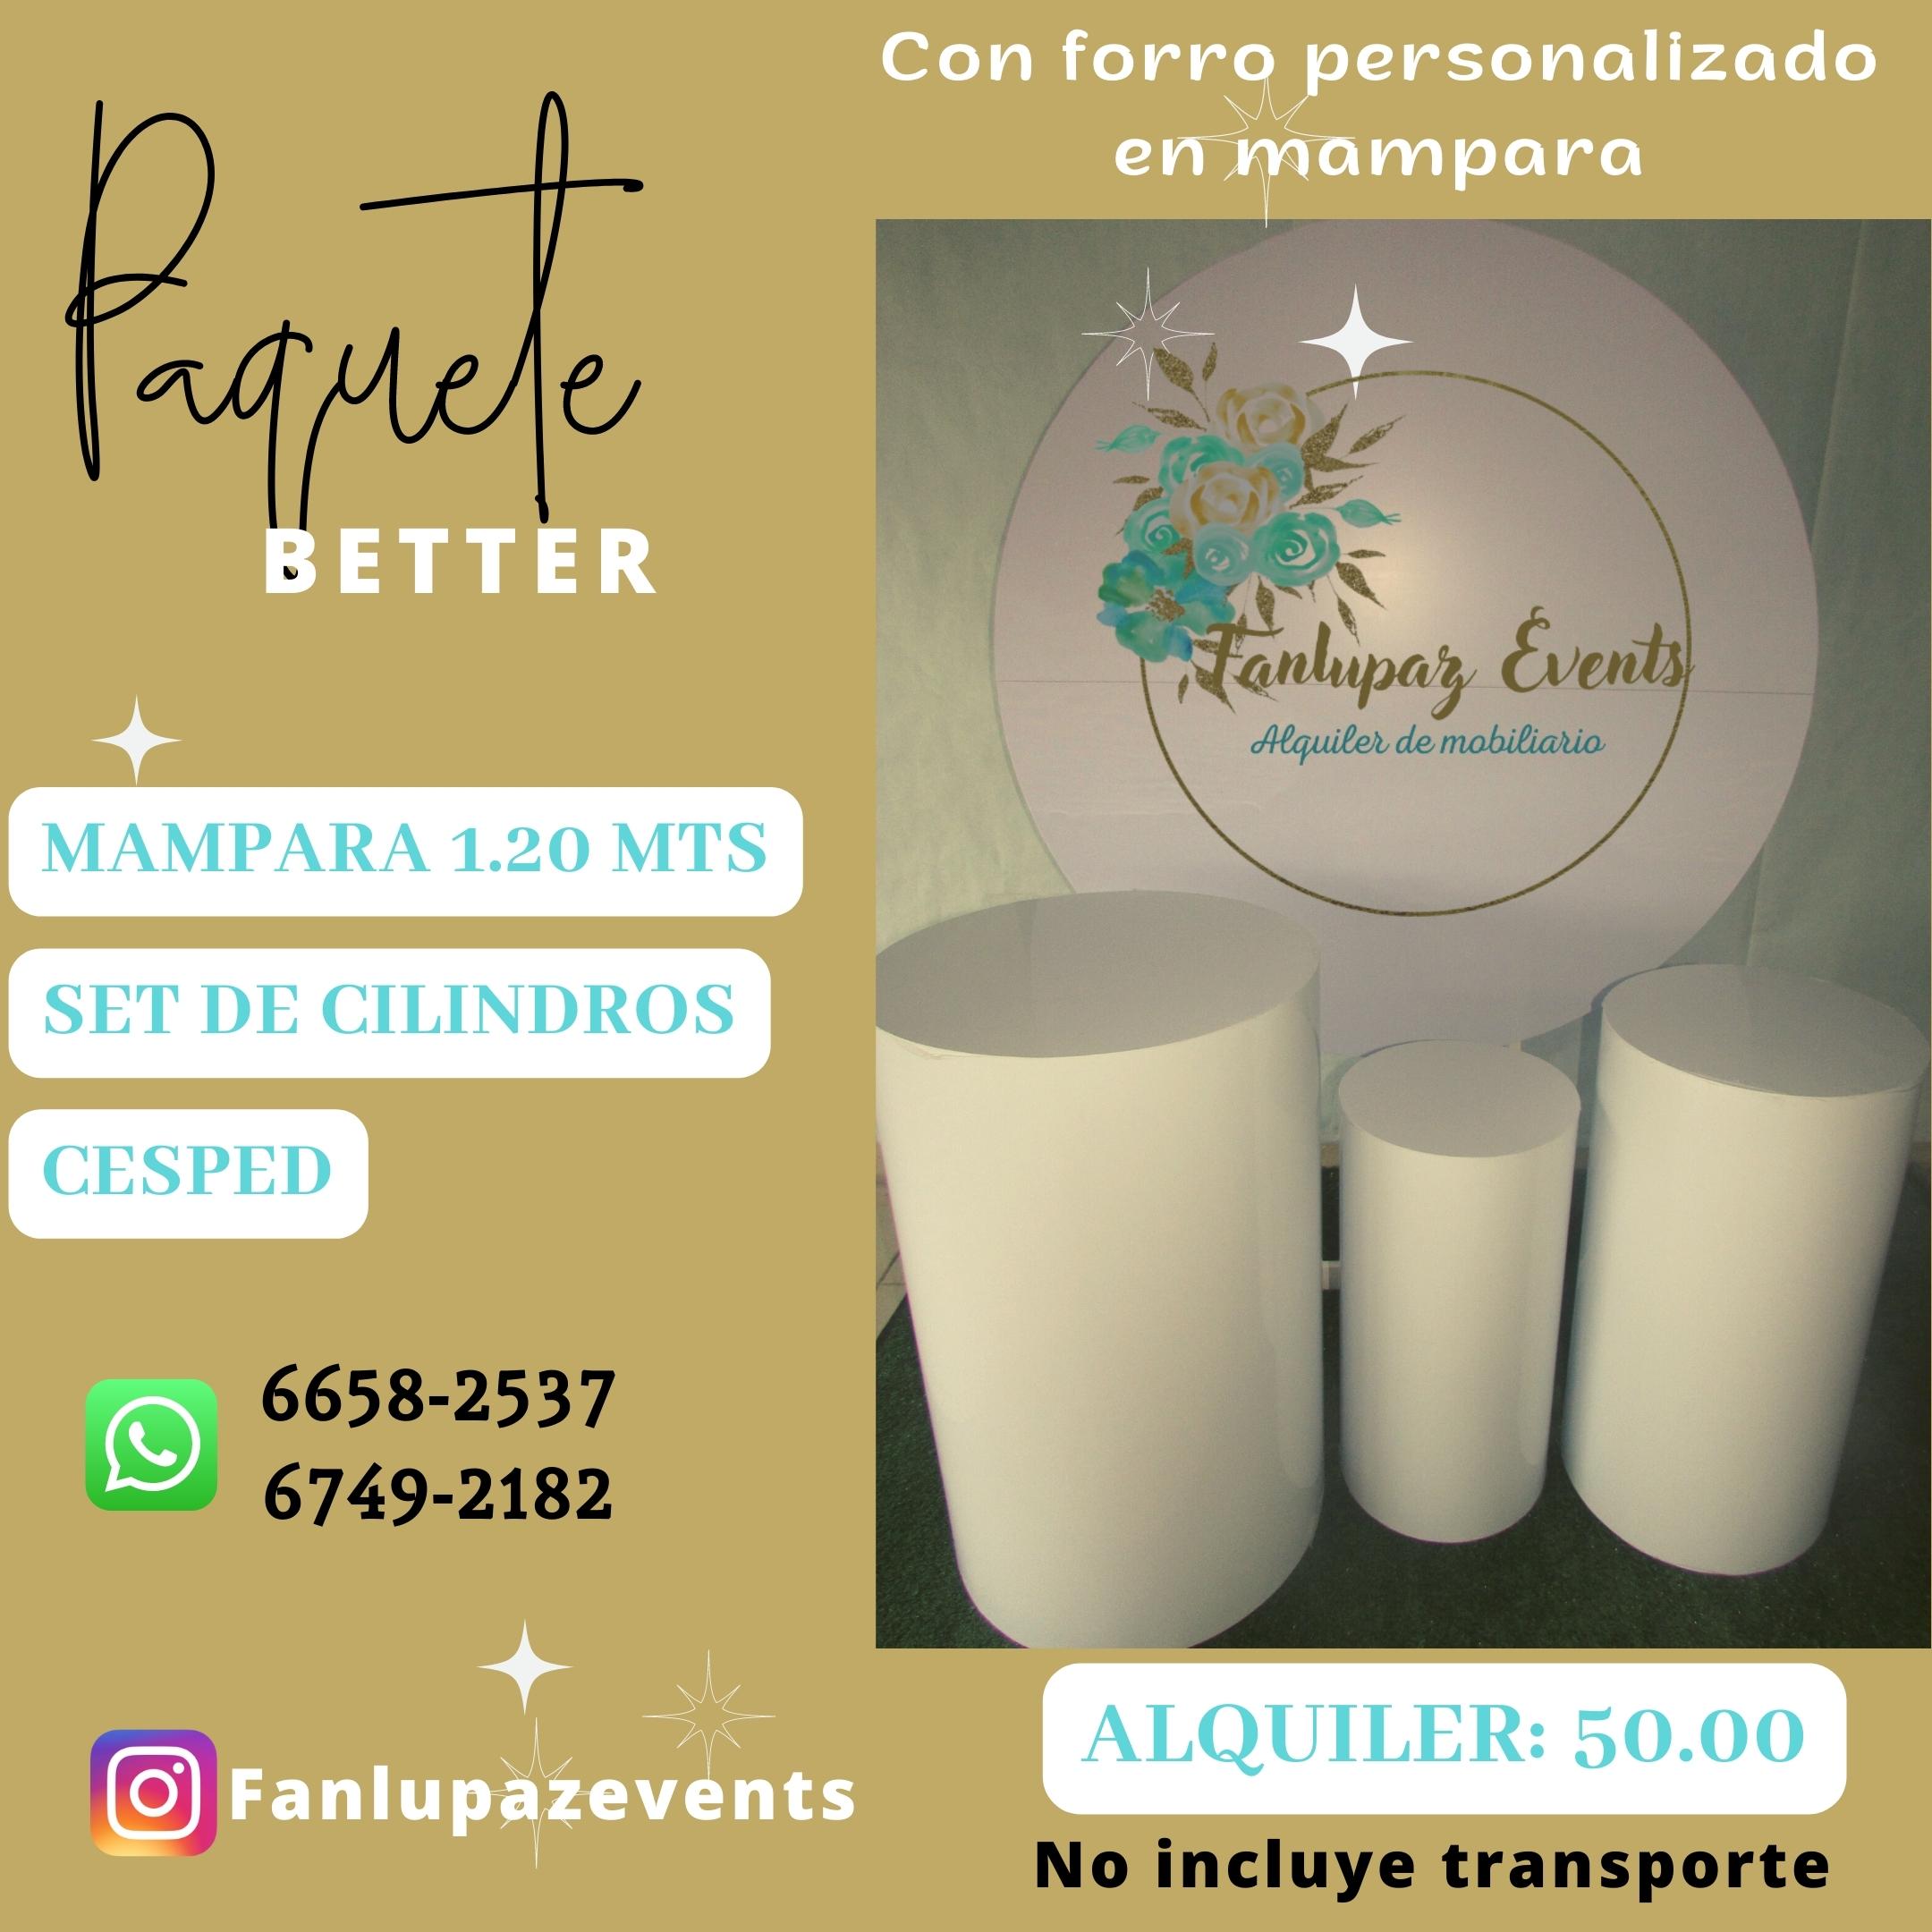 Paquete
BETTER
Con forro personalizado
en mampara
Fanlupaz Events
Alquiler de mobiliario
MAMPARA 1.20 MTS
SET DE CILINDROS
CESPED
6658-2537
6749-2182
Fanlupazevents
ALQUILER: 50.00
No incluye transporte